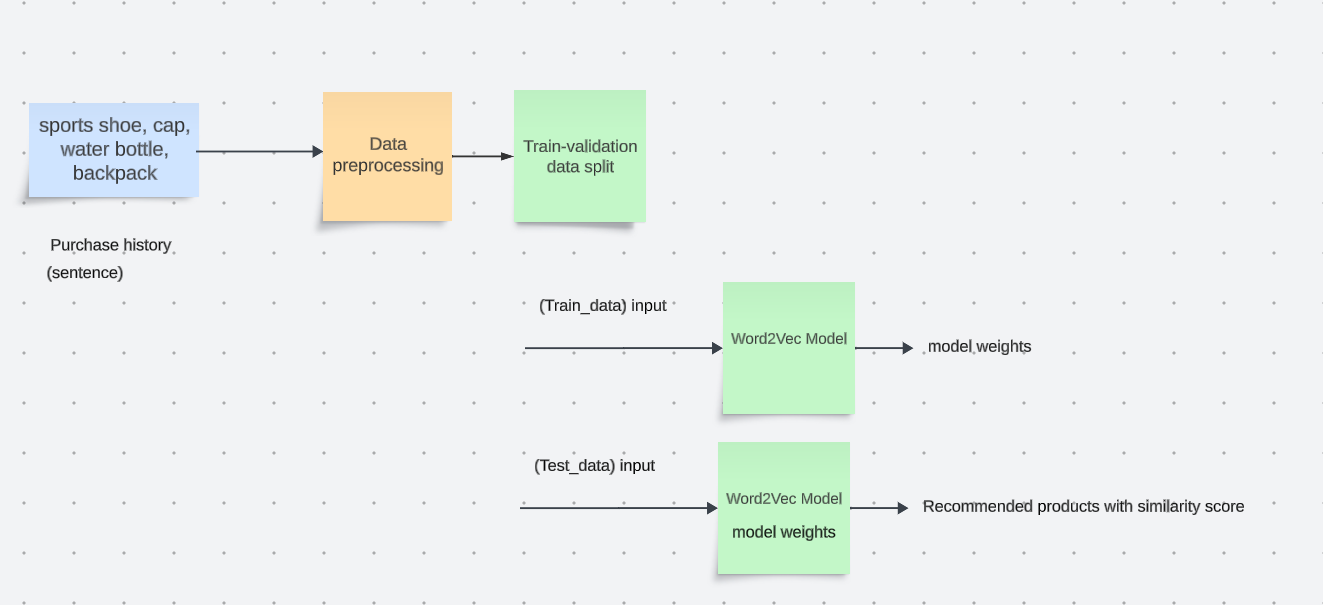 sports shoe, cap,
water bottle,
backpack
Data
preprocessing
Train-validation
data split
Purchase history
(sentence)
(Train_data) input
Word2Vec Model
model weights
(Test_data) input
Word2Vec Model
model weights
Recommended products with similarity score